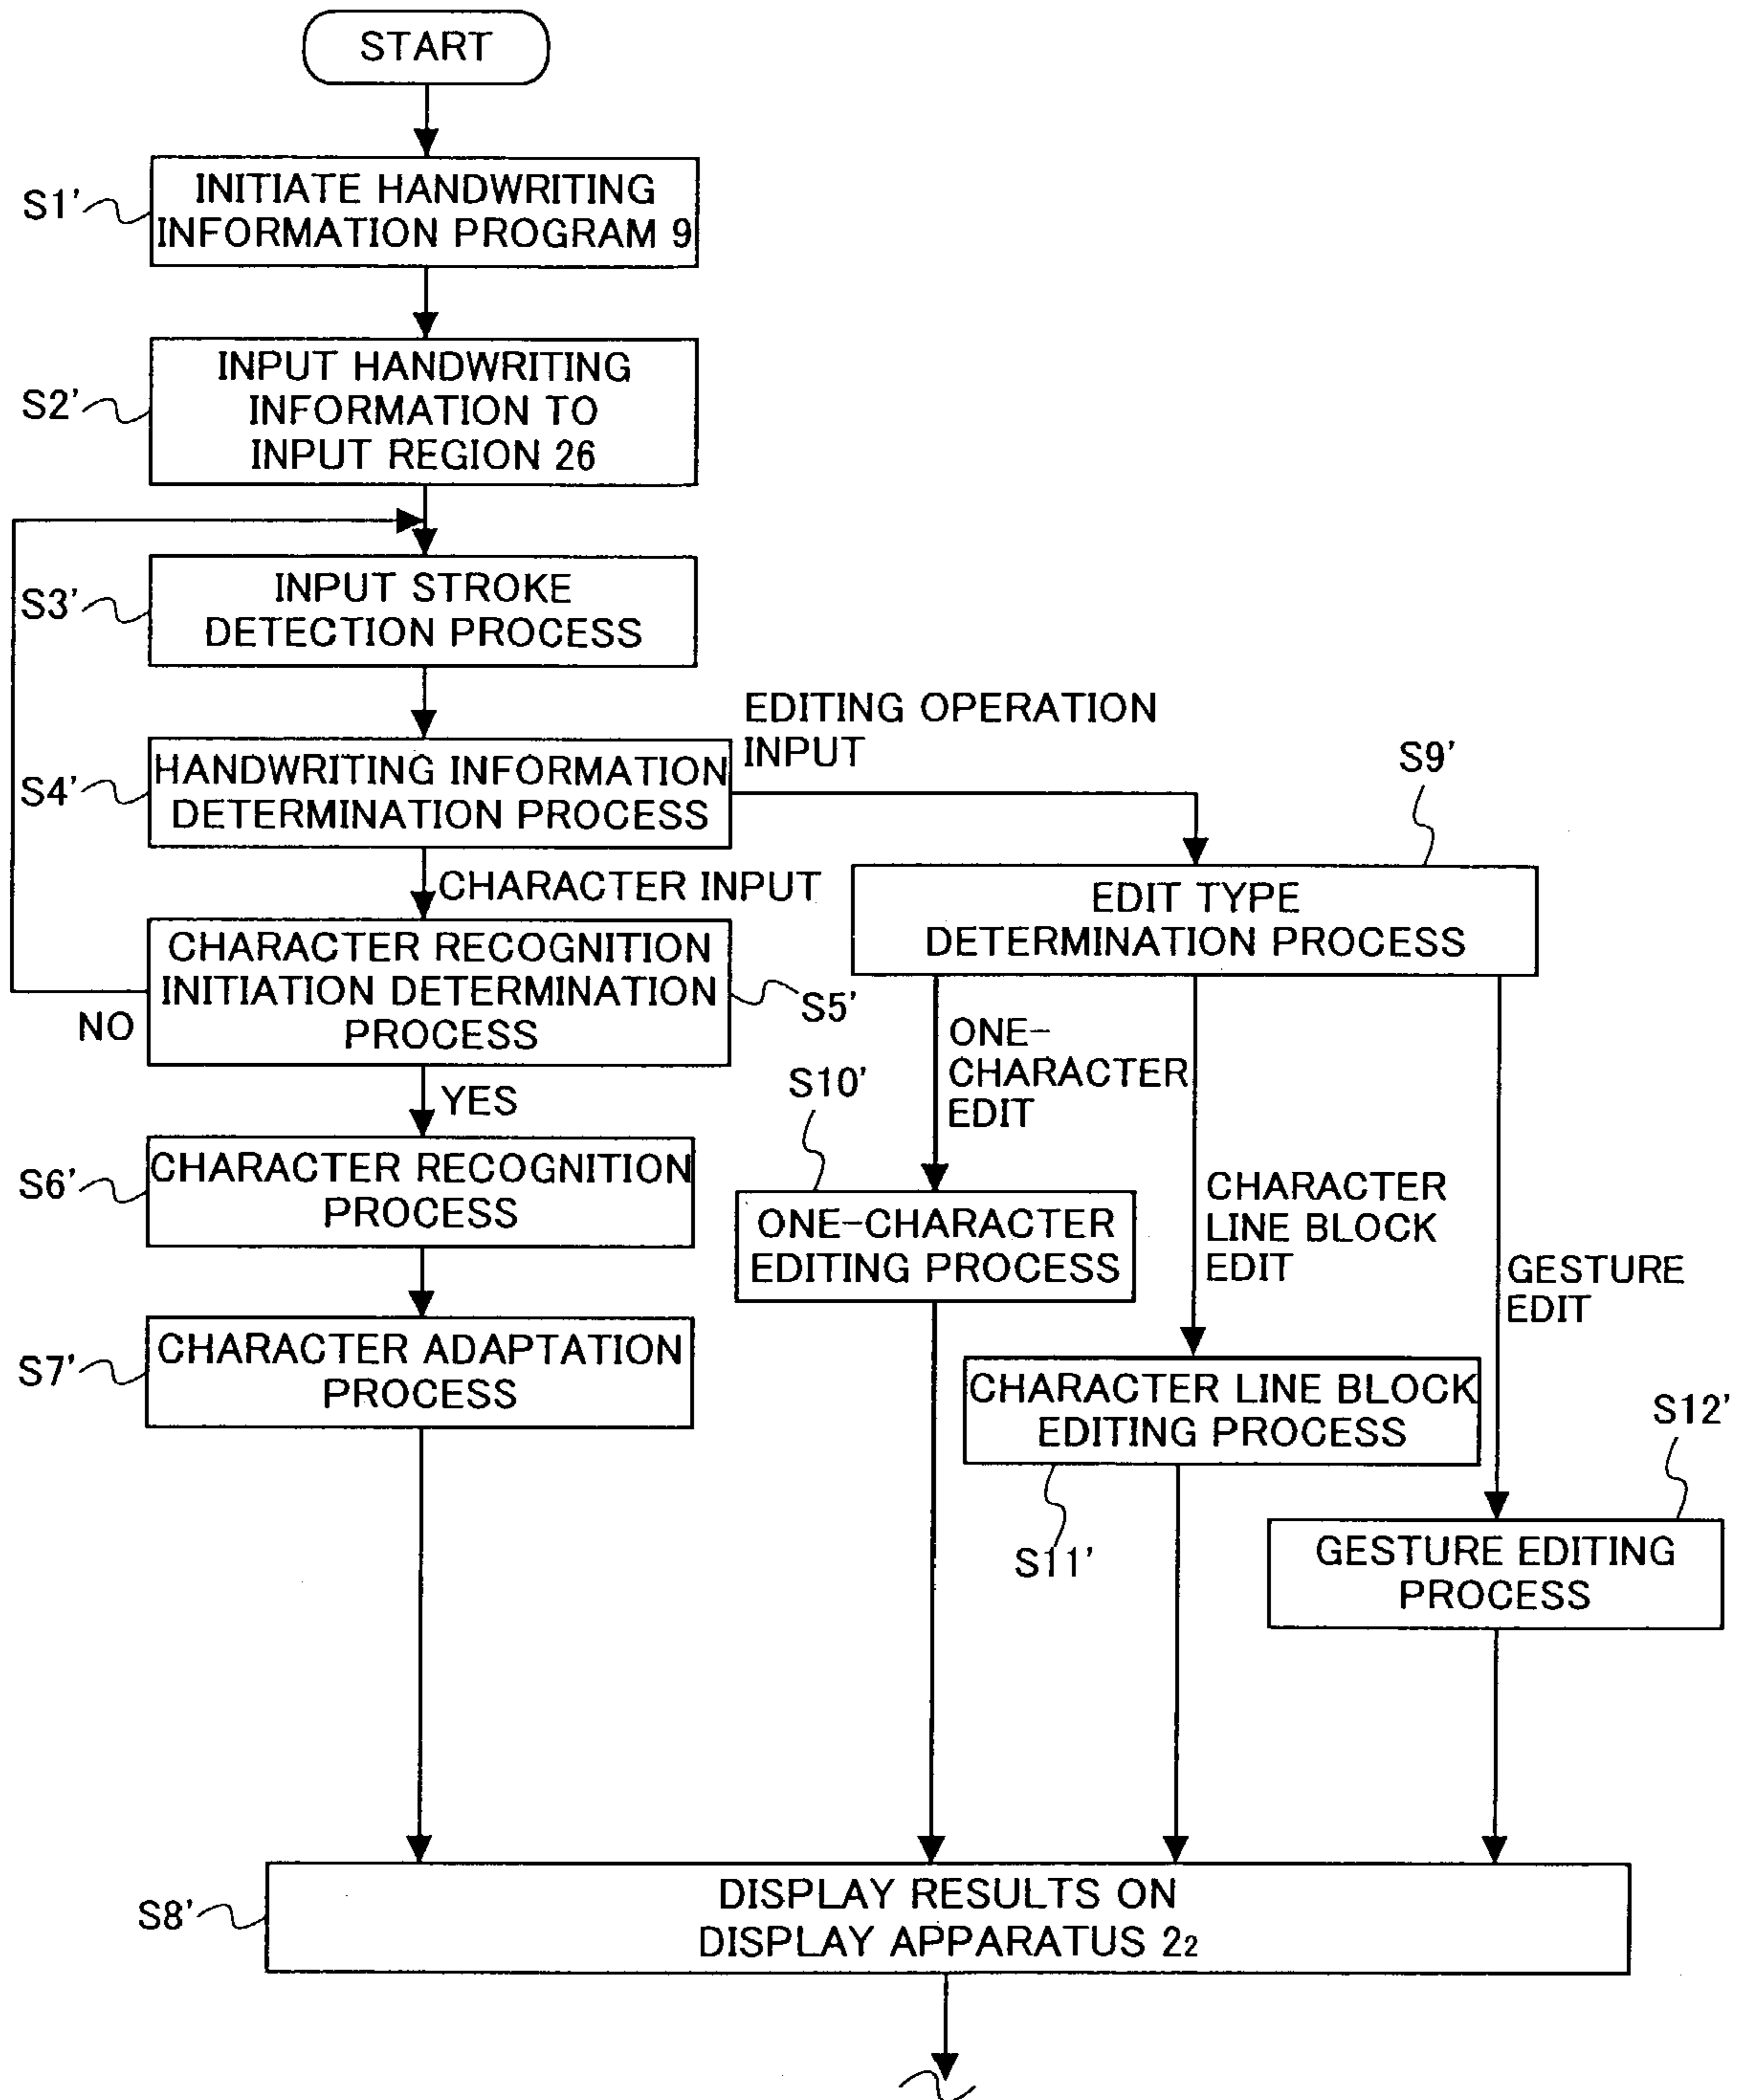 START
S1'
INITIATE HANDWRITING
INFORMATION PROGRAM 9
S2'
INPUT HANDWRITING
INFORMATION TO
INPUT REGION 26
S3'
INPUT STROKE
DETECTION PROCESS
S4'
HANDWRITING INFORMATION
DETERMINATION PROCESS
EDITING OPERATION
INPUT
CHARACTER INPUT
S9'
EDIT TYPE
DETERMINATION PROCESS
CHARACTER RECOGNITION
INITIATION DETERMINATION
PROCESS
S5'
NO
YES
ONE-
CHARACTER
EDIT
S10'
ONE-CHARACTER
EDITING PROCESS
CHARACTER
LINE BLOCK
EDIT
GESTURE
EDIT
S6'
CHARACTER RECOGNITION
PROCESS
S7'
CHARACTER ADAPTATION
PROCESS
CHARACTER LINE BLOCK
EDITING PROCESS
S11'
S12'
GESTURE EDITING
PROCESS
S8'
DISPLAY RESULTS ON
DISPLAY APPARATUS 2₂